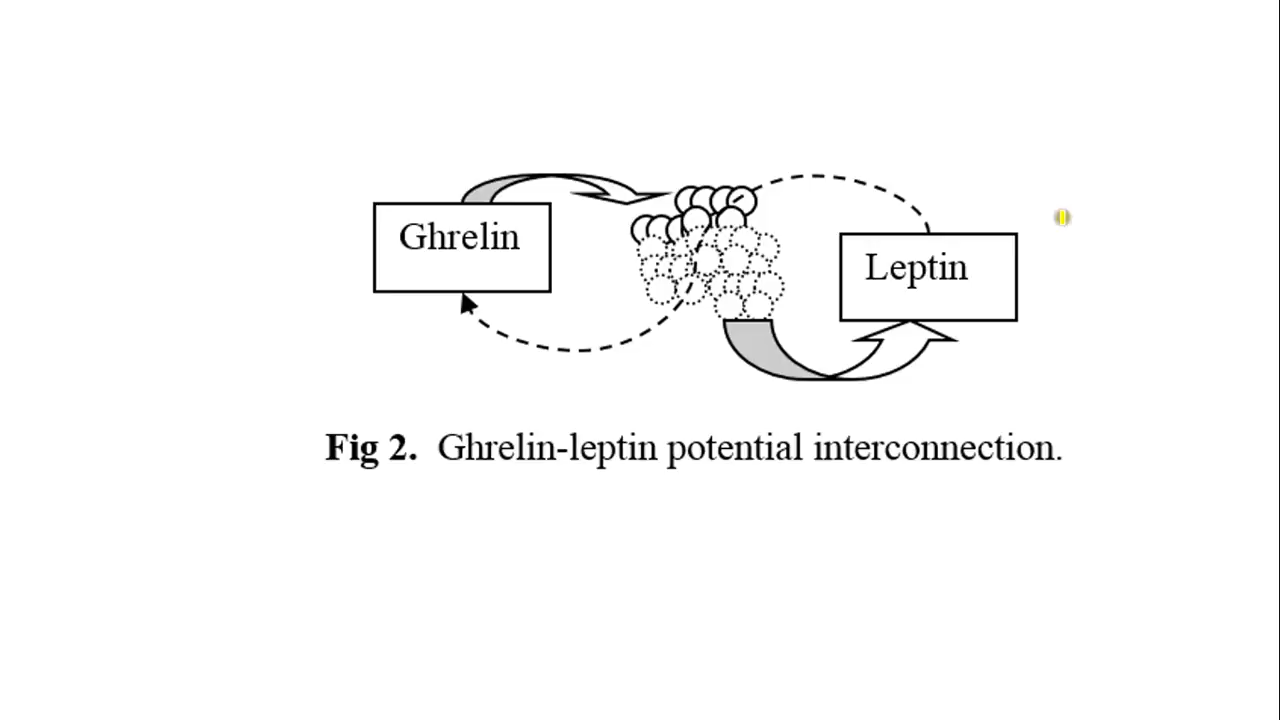 Ghrelin
Leptin
Fig 2. Ghrelin-leptin potential interconnection.